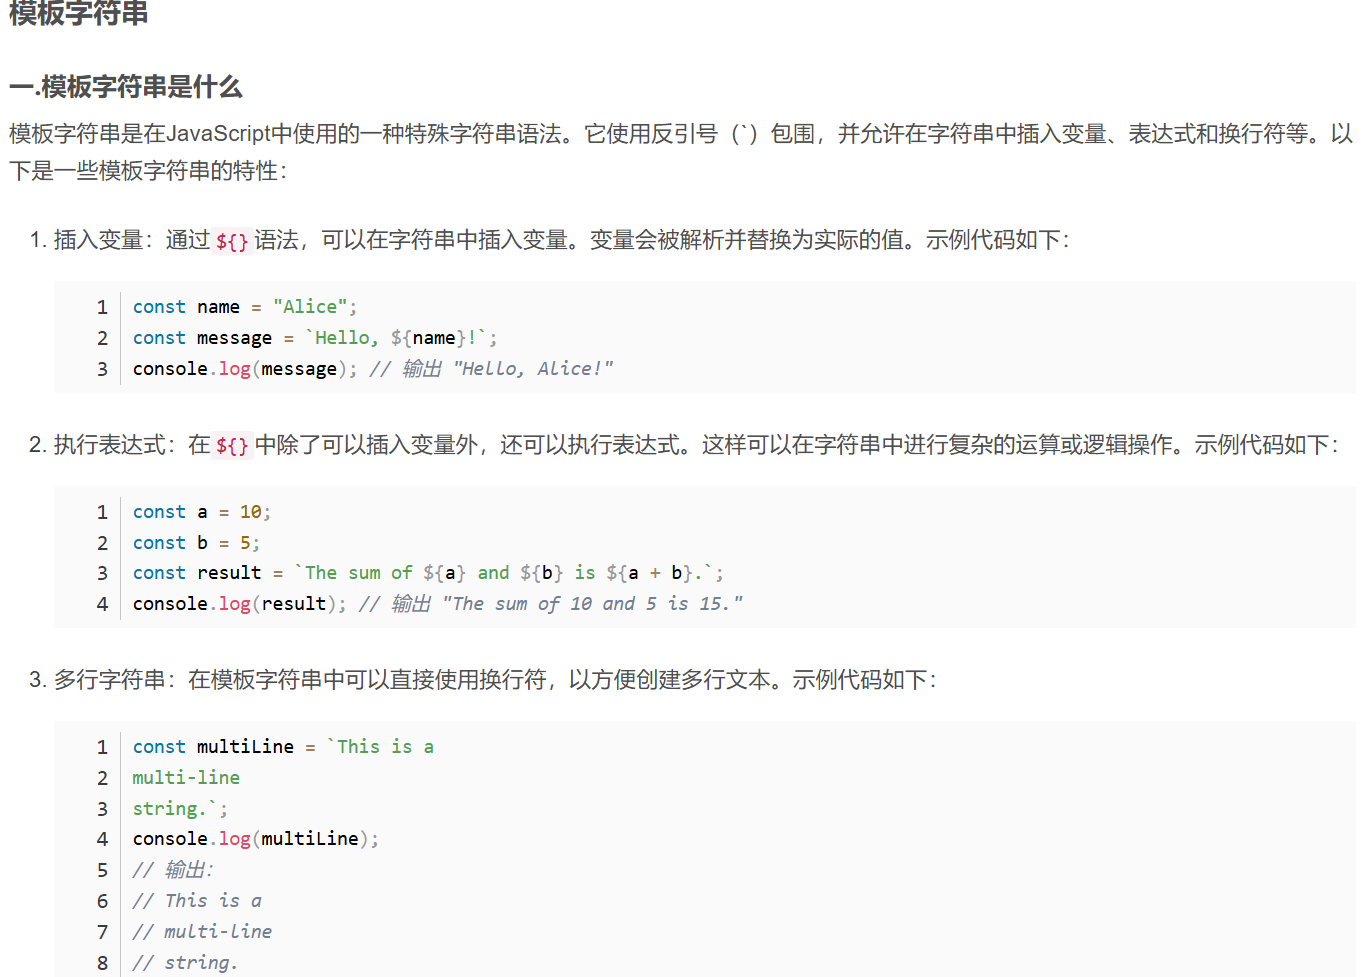 模板字符串
一.模板字符串是什么
模板字符串是在JavaScript中使用的一种特殊字符串语法。它使用反引号（`）包围，并允许在字符串中插入变量、表达式和换行符等。以
下是一些模板字符串的特性：
1. 插入变量：通过 ${} 语法，可以在字符串中插入变量。变量会被解析并替换为实际的值。示例代码如下：
1 const name = "Alice";
2 const message = `Hello, ${name}!`;
3 console.log(message); // 输出 "Hello, Alice!"
2. 执行表达式：在 ${} 中除了可以插入变量外，还可以执行表达式。这样可以在字符串中进行复杂的运算或逻辑操作。示例代码如下：
1 const a = 10;
2 const b = 5;
3 const result = `The sum of ${a} and ${b} is ${a + b}.`;
4 console.log(result); // 输出 "The sum of 10 and 5 is 15."
3. 多行字符串：在模板字符串中可以直接使用换行符，以方便创建多行文本。示例代码如下：
1 const multiLine = `This is a
2 multi-line
3 string.`;
4 console.log(multiLine);
5 // 输出：
6 // This is a
7 // multi-line
8 // string.